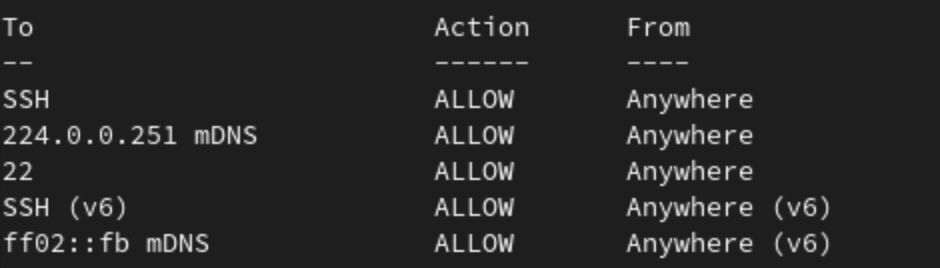 To Action From
-- ------ ----
SSH ALLOW Anywhere
224.0.0.251 mDNS ALLOW Anywhere
22 ALLOW Anywhere
SSH (v6) ALLOW Anywhere (v6)
ff02::fb mDNS ALLOW Anywhere (v6)